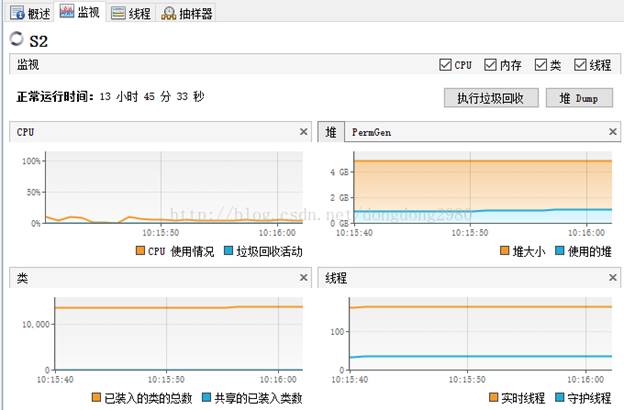 概述 监视 线程 抽样器
S2
监视 CPU 内存 类 线程
正常运行时间: 13 小时 45 分 33 秒 执行垃圾回收 堆 Dump
CPU
100%
50%
0%
10:15:50 10:16:00
CPU 使用情况 垃圾回收活动
堆 PermGen
4 GB
2 GB
0 GB
10:15:40 10:15:50 10:16:00
堆大小 使用的堆
http://blog.csdn.net/dongdong2980
类
10,000
0
10:15:40 10:15:50 10:16:00
已装入的类的总数 共享的已装入类数
线程
100
0
10:15:40 10:15:50 10:16:00
实时线程 守护线程